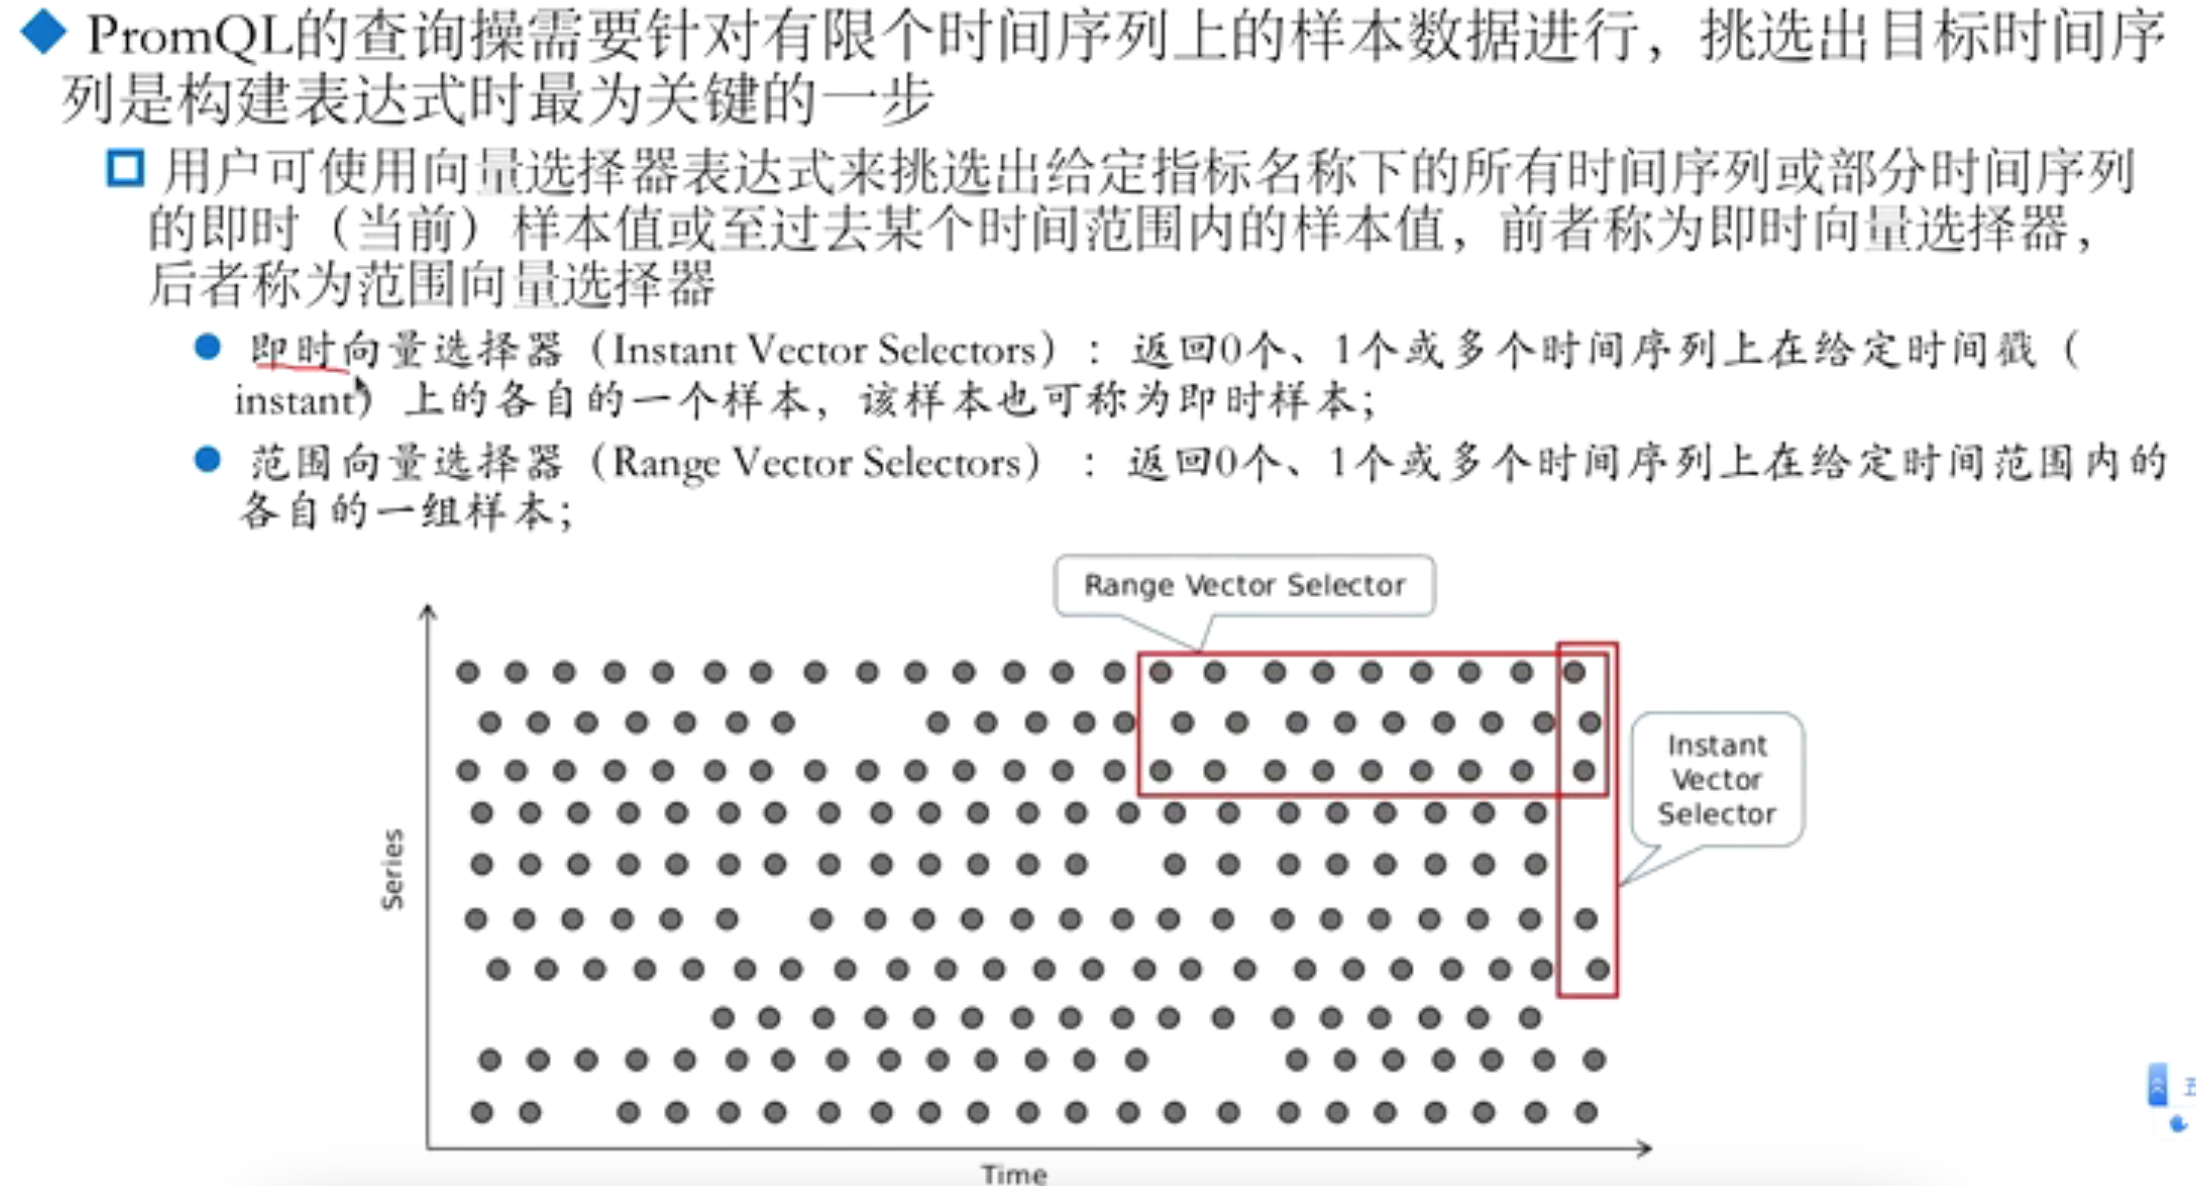 PromQL的查询操需要针对有限个时间序列上的样本数据进行，挑选出目标时间序
列是构建表达式时最为关键的一步
用户可使用向量选择器表达式来挑选出给定指标名称下的所有时间序列或部分时间序列
的即时（当前）样本值或至过去某个时间范围内的样本值，前者称为即时向量选择器，
后者称为范围向量选择器
即时向量选择器（Instant Vector Selectors）：返回0个、1个或多个时间序列上在给定时间戳（
instant）上的各自的一个样本，该样本也可称为即时样本；
范围向量选择器（Range Vector Selectors）：返回0个、1个或多个时间序列上在给定时间范围内的
各自的一组样本；
Range Vector Selector
Instant
Vector
Selector
Series
Time